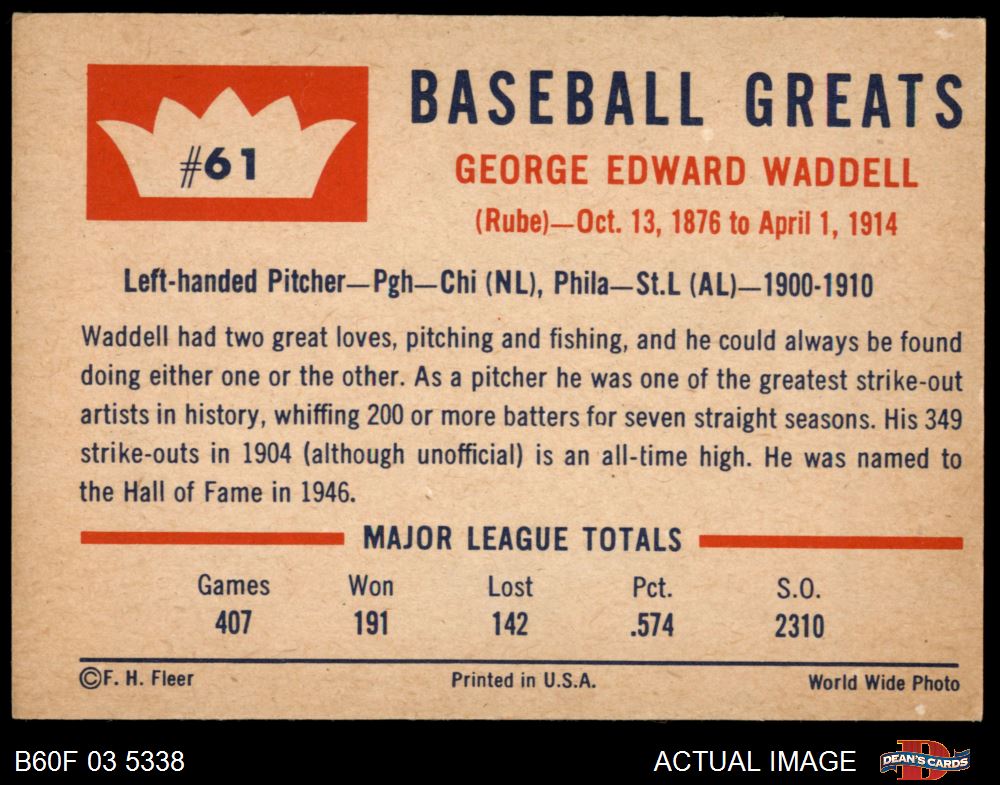 #61
BASEBALL GREATS
GEORGE EDWARD WADDELL
(Rube)—Oct. 13, 1876 to April 1, 1914
Left-handed Pitcher—Pgh—Chi (NL), Phila—St.L (AL)—1900-1910
Waddell had two great loves, pitching and fishing, and he could always be found
doing either one or the other. As a pitcher he was one of the greatest strike-out
artists in history, whiffing 200 or more batters for seven straight seasons. His 349
strike-outs in 1904 (although unofficial) is an all-time high. He was named to
the Hall of Fame in 1946.
MAJOR LEAGUE TOTALS
Games Won Lost Pct. S.O.
407 191 142 .574 2310
©F. H. Fleer Printed in U.S.A. World Wide Photo
B60F 03 5338 ACTUAL IMAGE DEAN'S CARDS